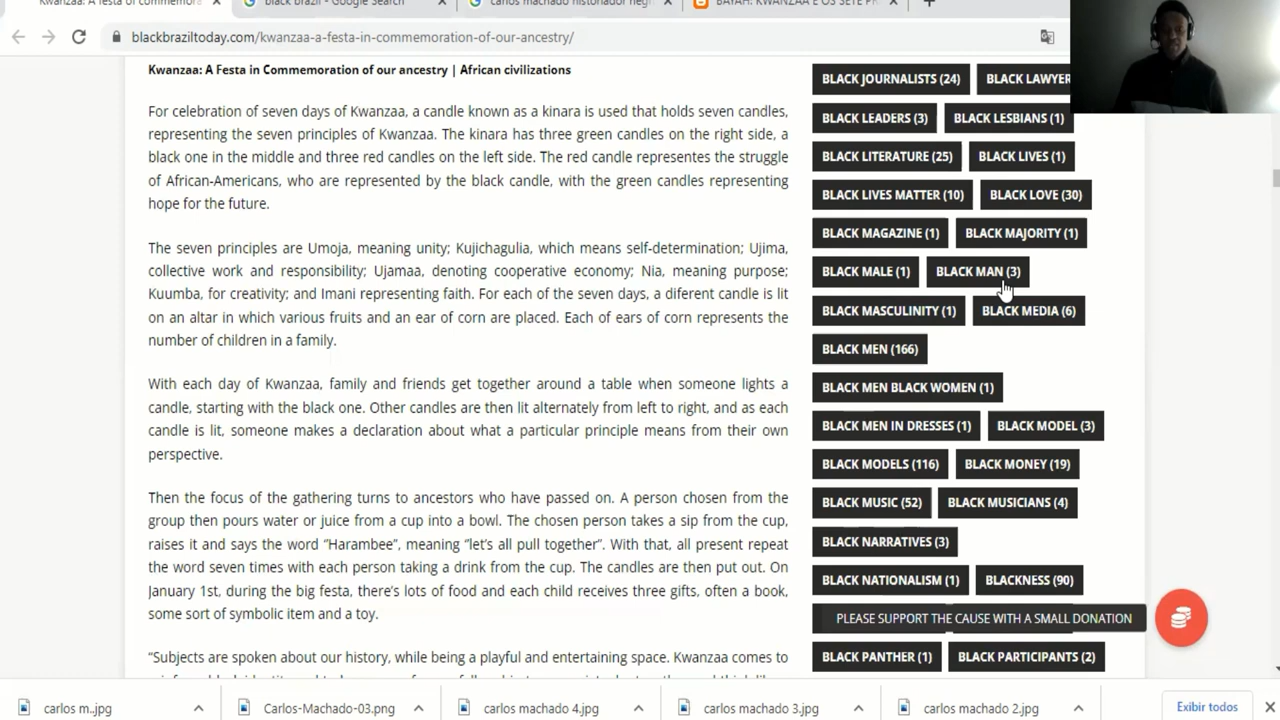 Kwanzaa: A festa of commemora
black brazil - Google Search
carlos machado historiador neg
BAYAH: KWANZAA E OS SETE PR
blackbraziltoday.com/kwanzaa-a-festa-in-commemoration-of-our-ancestry/
Kwanzaa: A Festa in Commemoration of our ancestry | African civilizations
For celebration of seven days of Kwanzaa, a candle known as a kinara is used that holds seven candles,
representing the seven principles of Kwanzaa. The kinara has three green candles on the right side, a
black one in the middle and three red candles on the left side. The red candle represents the struggle
of African-Americans, who are represented by the black candle, with the green candles representing
hope for the future.
The seven principles are Umoja, meaning unity; Kujichagulia, which means self-determination; Ujima,
collective work and responsibility; Ujamaa, denoting cooperative economy; Nia, meaning purpose;
Kuumba, for creativity; and Imani representing faith. For each of the seven days, a diferent candle is lit
on an altar in which various fruits and an ear of corn are placed. Each of ears of corn represents the
number of children in a family.
With each day of Kwanzaa, family and friends get together around a table when someone lights a
candle, starting with the black one. Other candles are then lit alternately from left to right, and as each
candle is lit, someone makes a declaration about what a particular principle means from their own
perspective.
Then the focus of the gathering turns to ancestors who have passed on. A person chosen from the
group then pours water or juice from a cup into a bowl. The chosen person takes a sip from the cup,
raises it and says the word “Harambee”, meaning “let’s all pull together”. With that, all present repeat
the word seven times with each person taking a drink from the cup. The candles are then put out. On
January 1st, during the big festa, there’s lots of food and each child receives three gifts, often a book,
some sort of symbolic item and a toy.
“Subjects are spoken about our history, while being a playful and entertaining space. Kwanzaa comes to
BLACK JOURNALISTS (24) BLACK LAWYER
BLACK LEADERS (3) BLACK LESBIANS (1)
BLACK LITERATURE (25) BLACK LIVES (1)
BLACK LIVES MATTER (10) BLACK LOVE (30)
BLACK MAGAZINE (1) BLACK MAJORITY (1)
BLACK MALE (1) BLACK MAN (3)
BLACK MASCULINITY (1) BLACK MEDIA (6)
BLACK MEN (166)
BLACK MEN BLACK WOMEN (1)
BLACK MEN IN DRESSES (1) BLACK MODEL (3)
BLACK MODELS (116) BLACK MONEY (19)
BLACK MUSIC (52) BLACK MUSICIANS (4)
BLACK NARRATIVES (3)
BLACK NATIONALISM (1) BLACKNESS (90)
PLEASE SUPPORT THE CAUSE WITH A SMALL DONATION
BLACK PANTHER (1) BLACK PARTICIPANTS (2)
carlos m..jpg
Carlos-Machado-03.png
carlos machado 4.jpg
carlos machado 3.jpg
carlos machado 2.jpg
Exibir todos